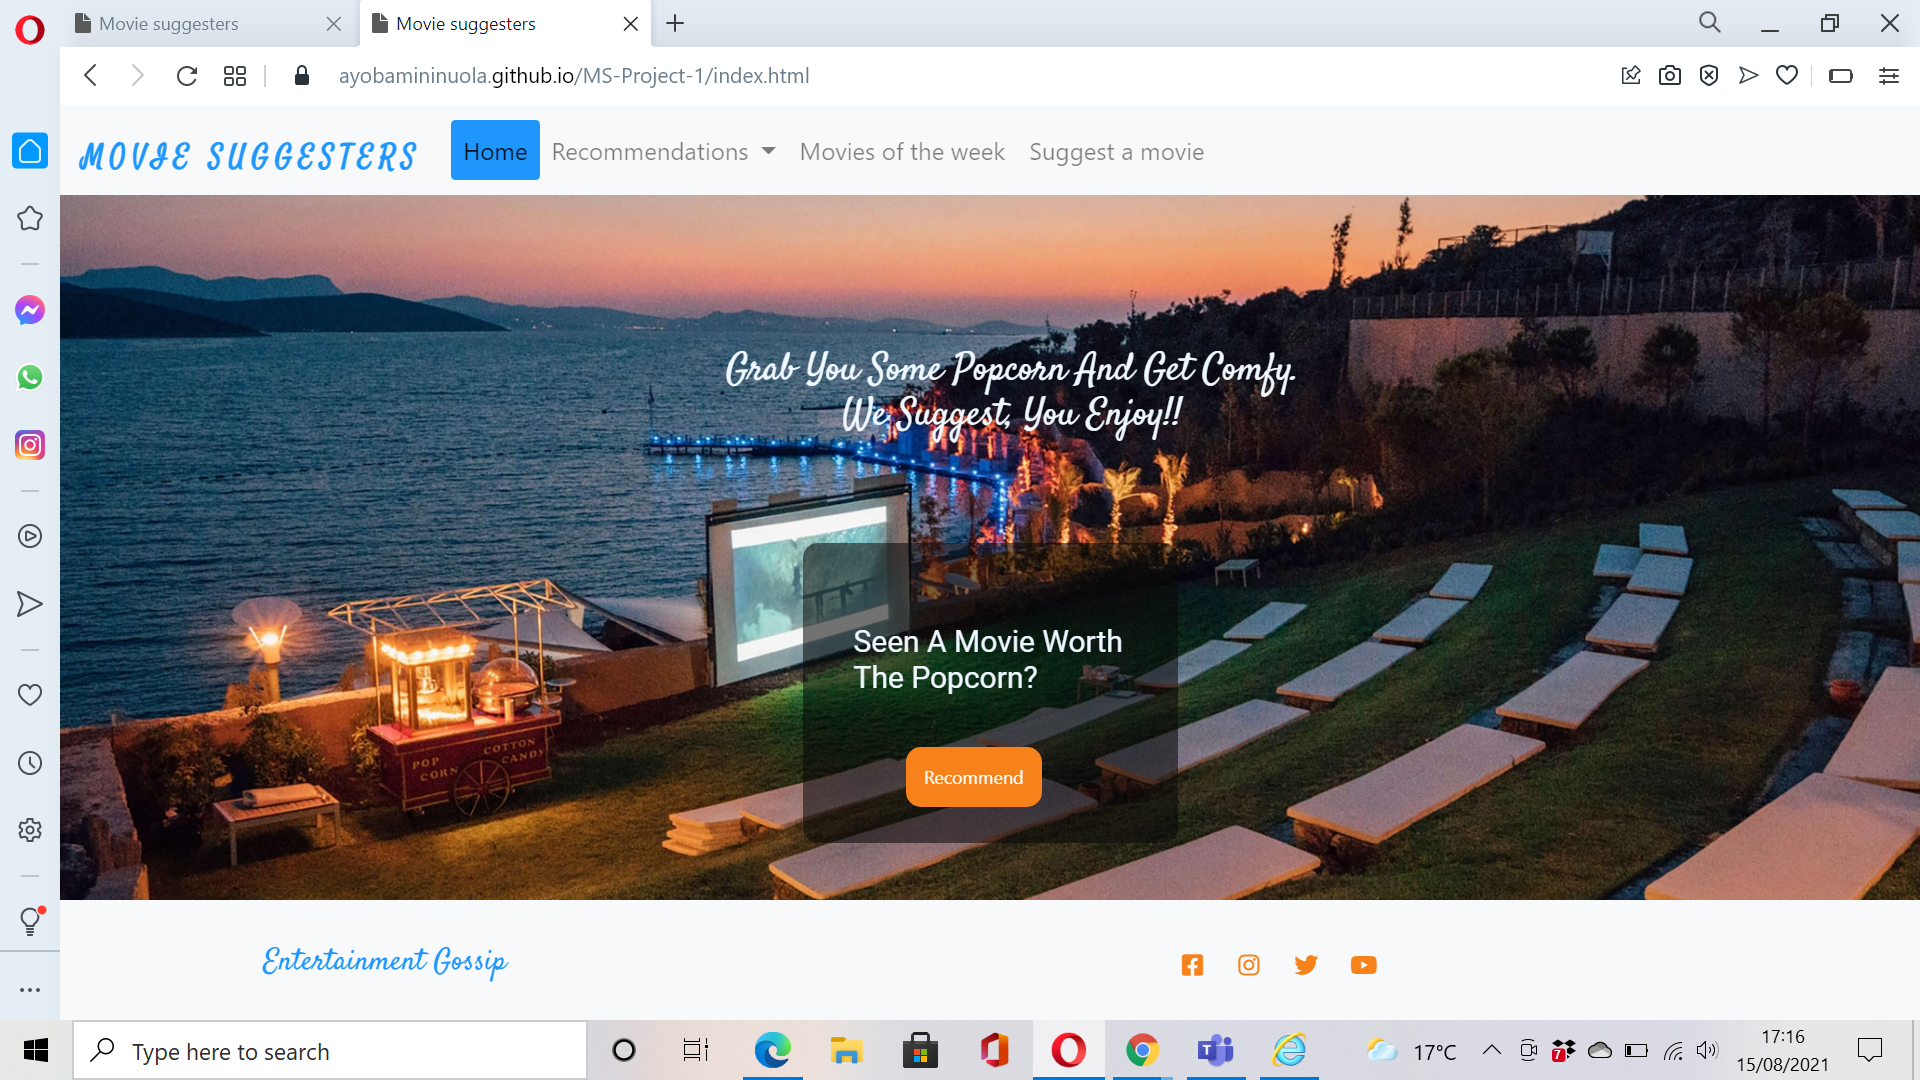 Movie suggesters
Movie suggesters
ayobamininuola.github.io/MS-Project-1/index.html
MOVIE SUGGESTERS
Home
Recommendations
Movies of the week
Suggest a movie
Grab You Some Popcorn And Get Comfy.
We Suggest, You Enjoy!!
Seen A Movie Worth
The Popcorn?
Recommend
POP
CORN
COTTON
CANDY
Entertainment Gossip
Type here to search
17°C
7
17:16
15/08/2021